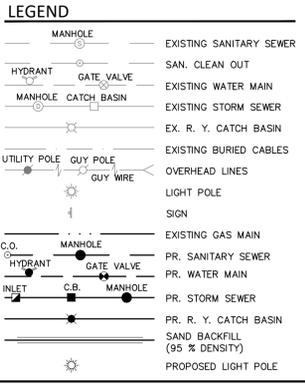 LEGEND
MANHOLE
S
EXISTING SANITARY SEWER
SAN. CLEAN OUT
HYDRANT
GATE VALVE
EXISTING WATER MAIN
MANHOLE CATCH BASIN
D
EXISTING STORM SEWER
EX. R. Y. CATCH BASIN
EXISTING BURIED CABLES
UTILITY POLE GUY POLE
GUY WIRE
OVERHEAD LINES
LIGHT POLE
SIGN
EXISTING GAS MAIN
C.O. MANHOLE
PR. SANITARY SEWER
HYDRANT GATE VALVE
PR. WATER MAIN
INLET C.B. MANHOLE
PR. STORM SEWER
PR. R. Y. CATCH BASIN
SAND BACKFILL
(95 % DENSITY)
PROPOSED LIGHT POLE